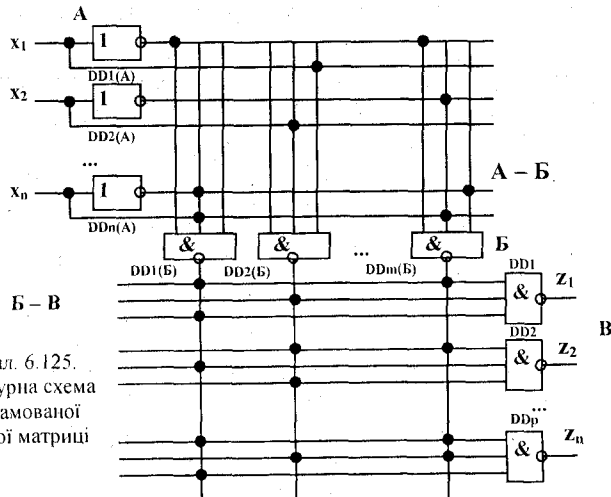 А
x₁
1
DD1(А)
x₂
1
DD2(А)
...
xₙ
1
DDn(А)
А – Б
&
&
...
&
Б
DD1(Б)
DD2(Б)
DDm(Б)
DD1
&
Z₁
Б – В
В
DD2
&
Z₂
ал. 6.125.
урна схема
амованої
ої матриці
...
DDp
&
Zₙ